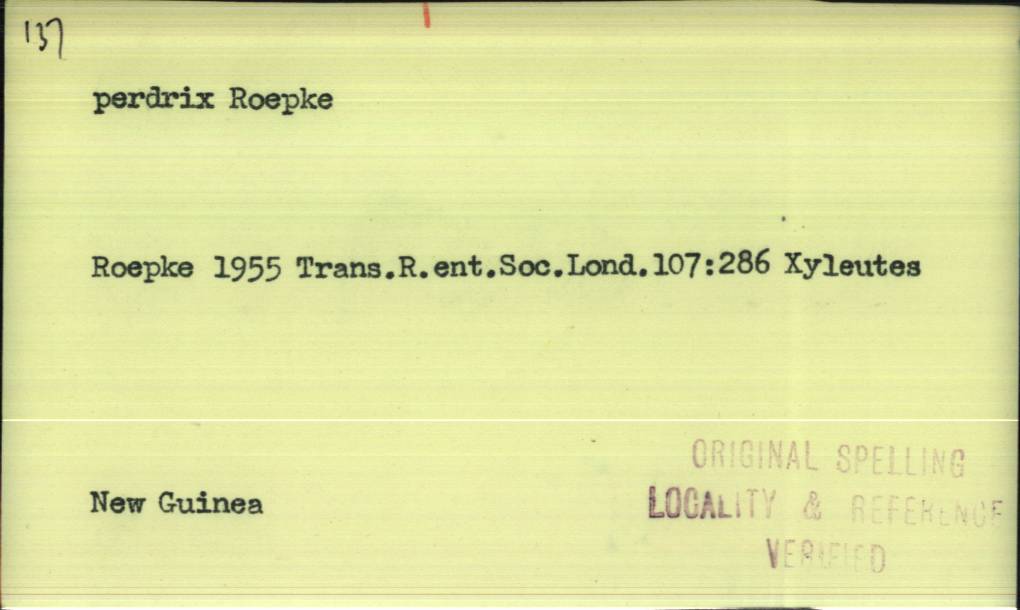 137
perdrix Roepke
Roepke 1955 Trans.R.ent.Soc.Lond.107:286 Xyleutes
New Guinea
ORIGINAL SPELLING
LOCALITY & REFERENCE
VERIFIED